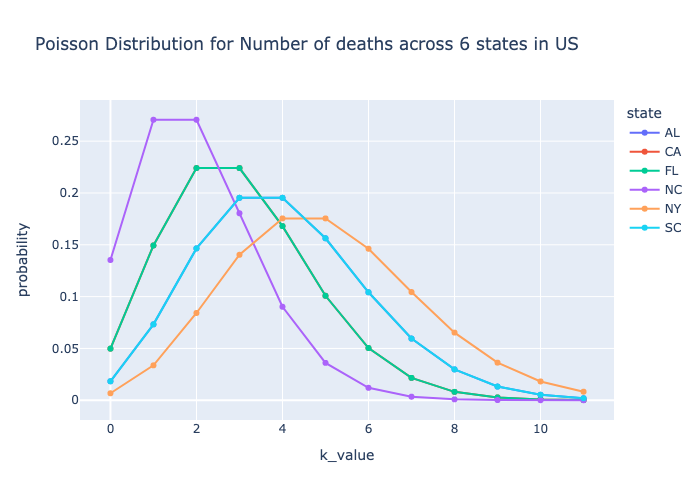 Poisson Distribution for Number of deaths across 6 states in US
state
AL
CA
FL
NC
NY
SC
probability
0.25
0.2
0.15
0.1
0.05
0
0 2 4 6 8 10
k_value